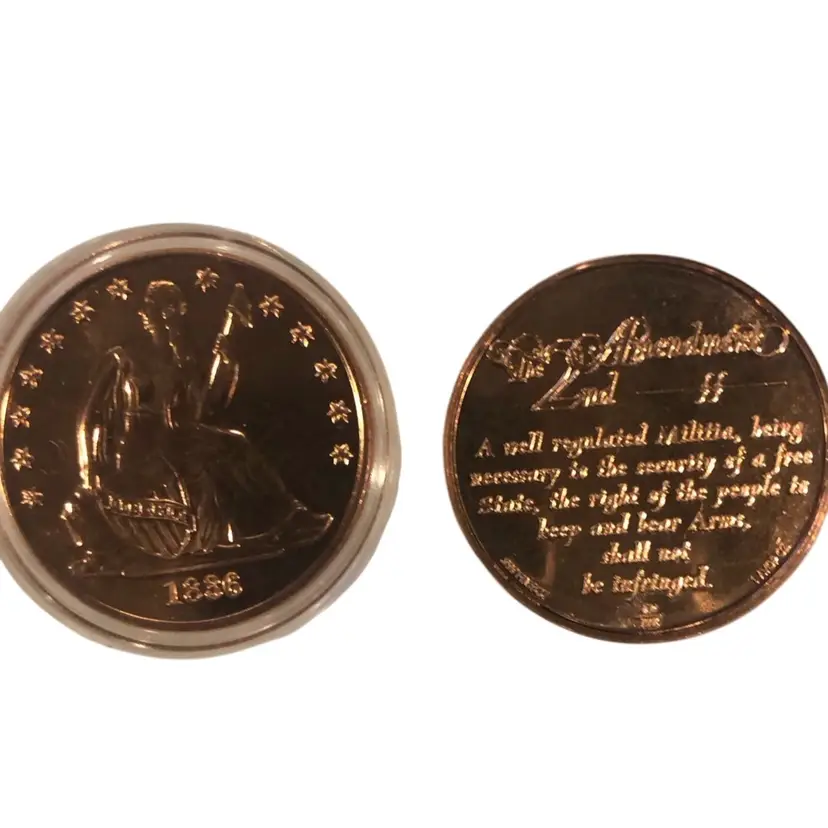 LIBERTY
1886
The
Amendment
2nd
A well regulated Militia, being
necessary to the security of a free
State, the right of the people to
keep and bear Arms,
shall not
be infringed.